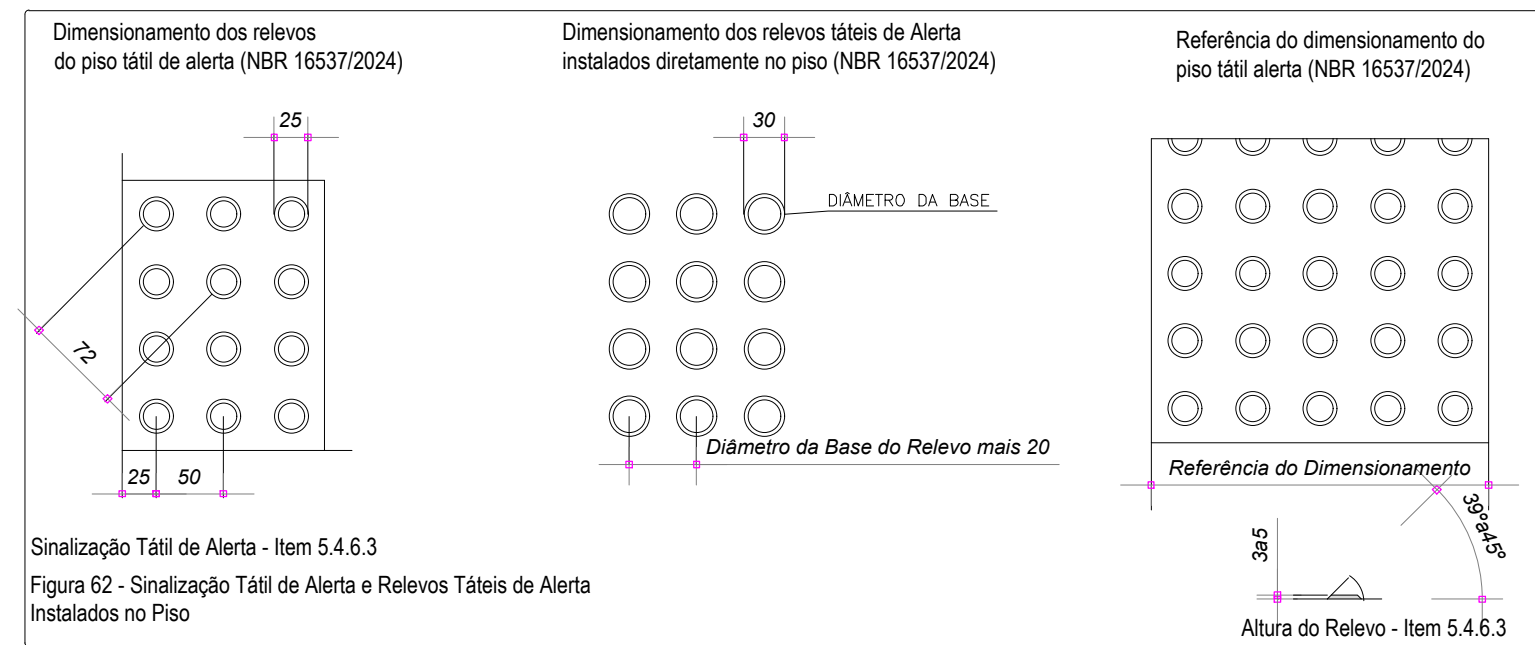 Dimensionamento dos relevos
do piso tátil de alerta (NBR 16537/2024)
25
72
25
50
Sinalização Tátil de Alerta - Item 5.4.6.3
Figura 62 - Sinalização Tátil de Alerta e Relevos Táteis de Alerta
Instalados no Piso
Dimensionamento dos relevos táteis de Alerta
instalados diretamente no piso (NBR 16537/2024)
30
DIÂMETRO DA BASE
Diâmetro da Base do Relevo mais 20
Referência do dimensionamento do
piso tátil alerta (NBR 16537/2024)
Referência do Dimensionamento
3a5
39ºa45º
Altura do Relevo - Item 5.4.6.3